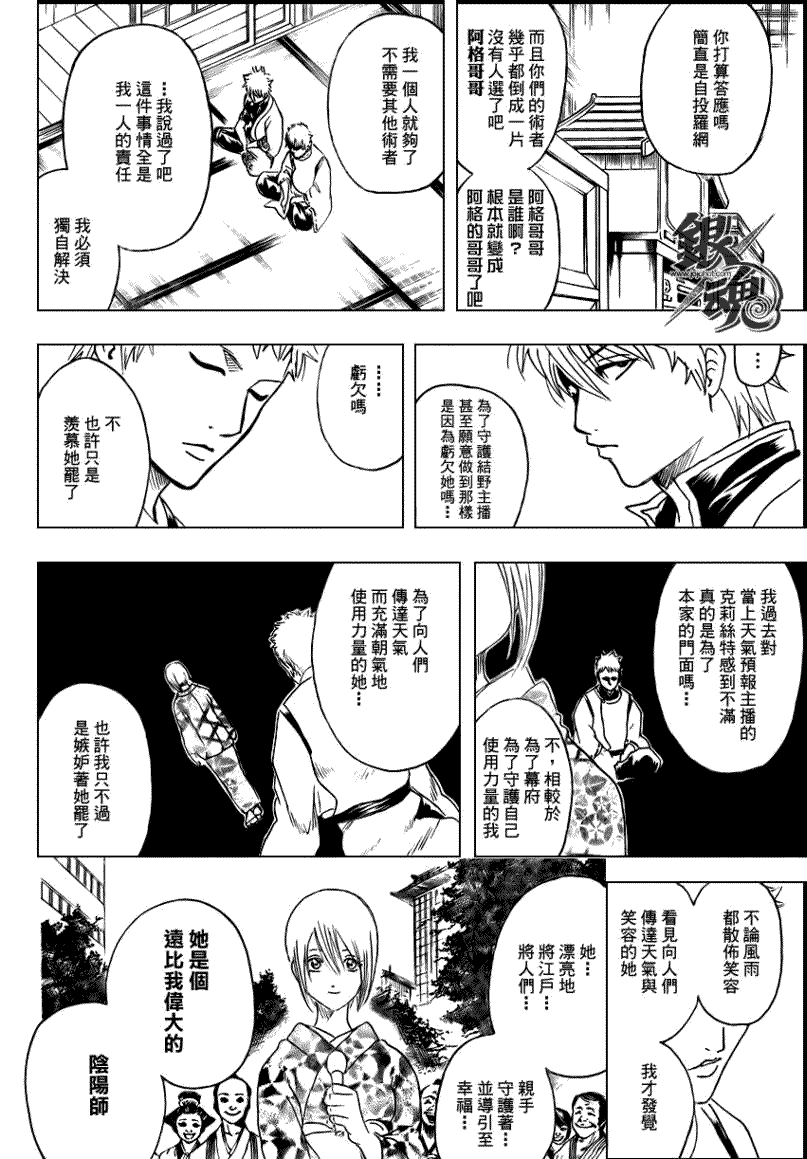 你打算答應嗎
簡直是自投羅網
而且你們的術者
幾乎都倒成一片
沒有人選了吧
阿格哥哥
阿格哥哥
是誰啊？
根本就變成
阿格的哥哥了吧
我一個人就夠了
不需要其他術者
…我說過了吧
這件事情全是
我一人的責任
我必須
獨自解決
銀魂
www.jojohot.com
…
為了守護結野主播
甚至願意做到那樣
是因為虧欠她嗎…
……
虧欠嗎
不
也許只是
羨慕她罷了
我過去對
當上天氣預報主播的
克莉絲特感到不滿
真的是為了
本家的門面嗎…
不，相較於
為了幕府
為了守護自己
使用力量的我
為了向人們
傳達天氣
而充滿朝氣地
使用力量的她…
也許我只不過
是嫉妒著她罷了
不論風雨
都散佈笑容
看見向人們
傳達天氣與
笑容的她
我才發覺
她…
漂亮地
將江戶…
將人們…
親手
守護著…
並導引至
幸福…
她是個
遠比我偉大的
陰陽師